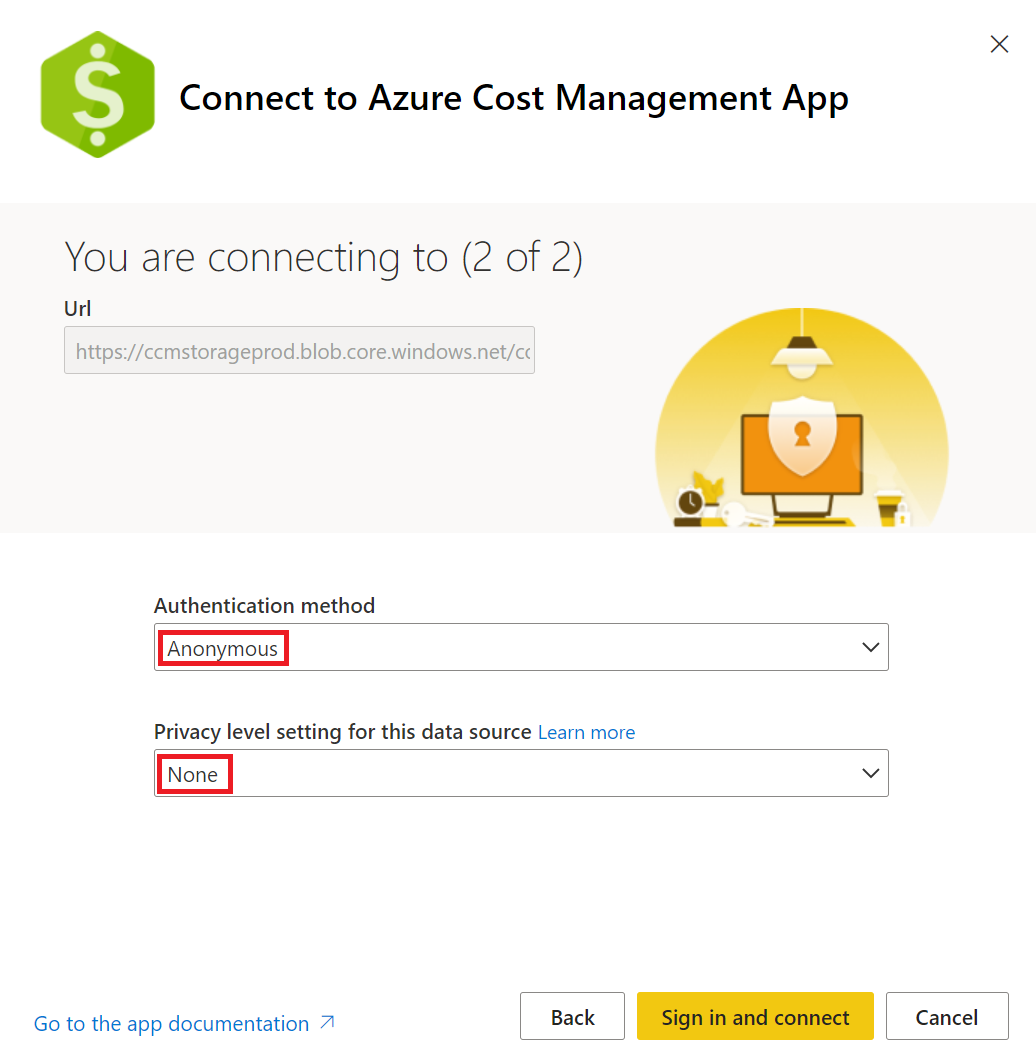 Connect to Azure Cost Management App
You are connecting to (2 of 2)
Url
https://ccmstorageprod.blob.core.windows.net/cc
Authentication method
Anonymous
Privacy level setting for this data source Learn more
None
Go to the app documentation
Back
Sign in and connect
Cancel